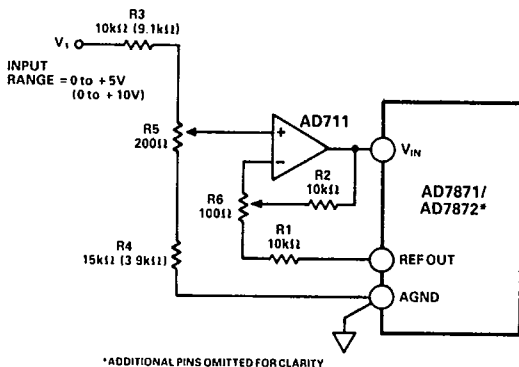 R3
10kΩ (9.1kΩ)
V₁
INPUT
RANGE = 0 to +5V
(0 to +10V)
AD711
R5
200Ω
+
−
VIN
R2
10kΩ
R6
100Ω
AD7871/
AD7872*
R1
10kΩ
R4
15kΩ (3.9kΩ)
REF OUT
AGND
*ADDITIONAL PINS OMITTED FOR CLARITY